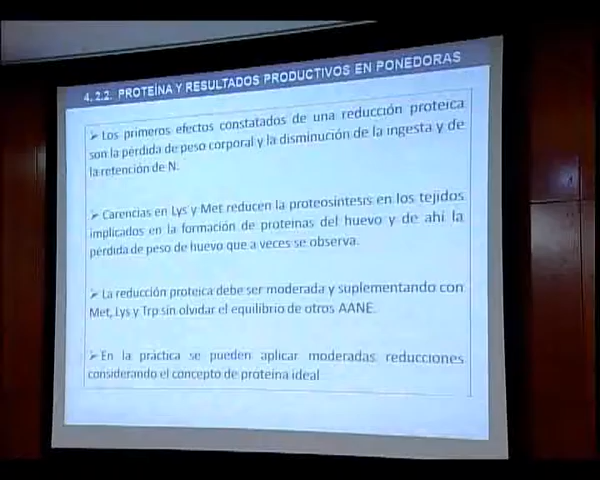 4.2.2. PROTEÍNA Y RESULTADOS PRODUCTIVOS EN PONEDORAS
➢ Los primeros efectos constatados de una reducción proteica
son la pérdida de peso corporal y la disminución de la ingesta y de
la retención de N.
➢ Carencias en Lys y Met reducen la proteosíntesis en los tejidos
implicados en la formación de proteínas del huevo y de ahí la
pérdida de peso de huevo que a veces se observa.
➢ La reducción proteica debe ser moderada y suplementando con
Met, Lys y Trp sin olvidar el equilibrio de otros AANE.
➢ En la práctica se pueden aplicar moderadas reducciones
considerando el concepto de proteína ideal